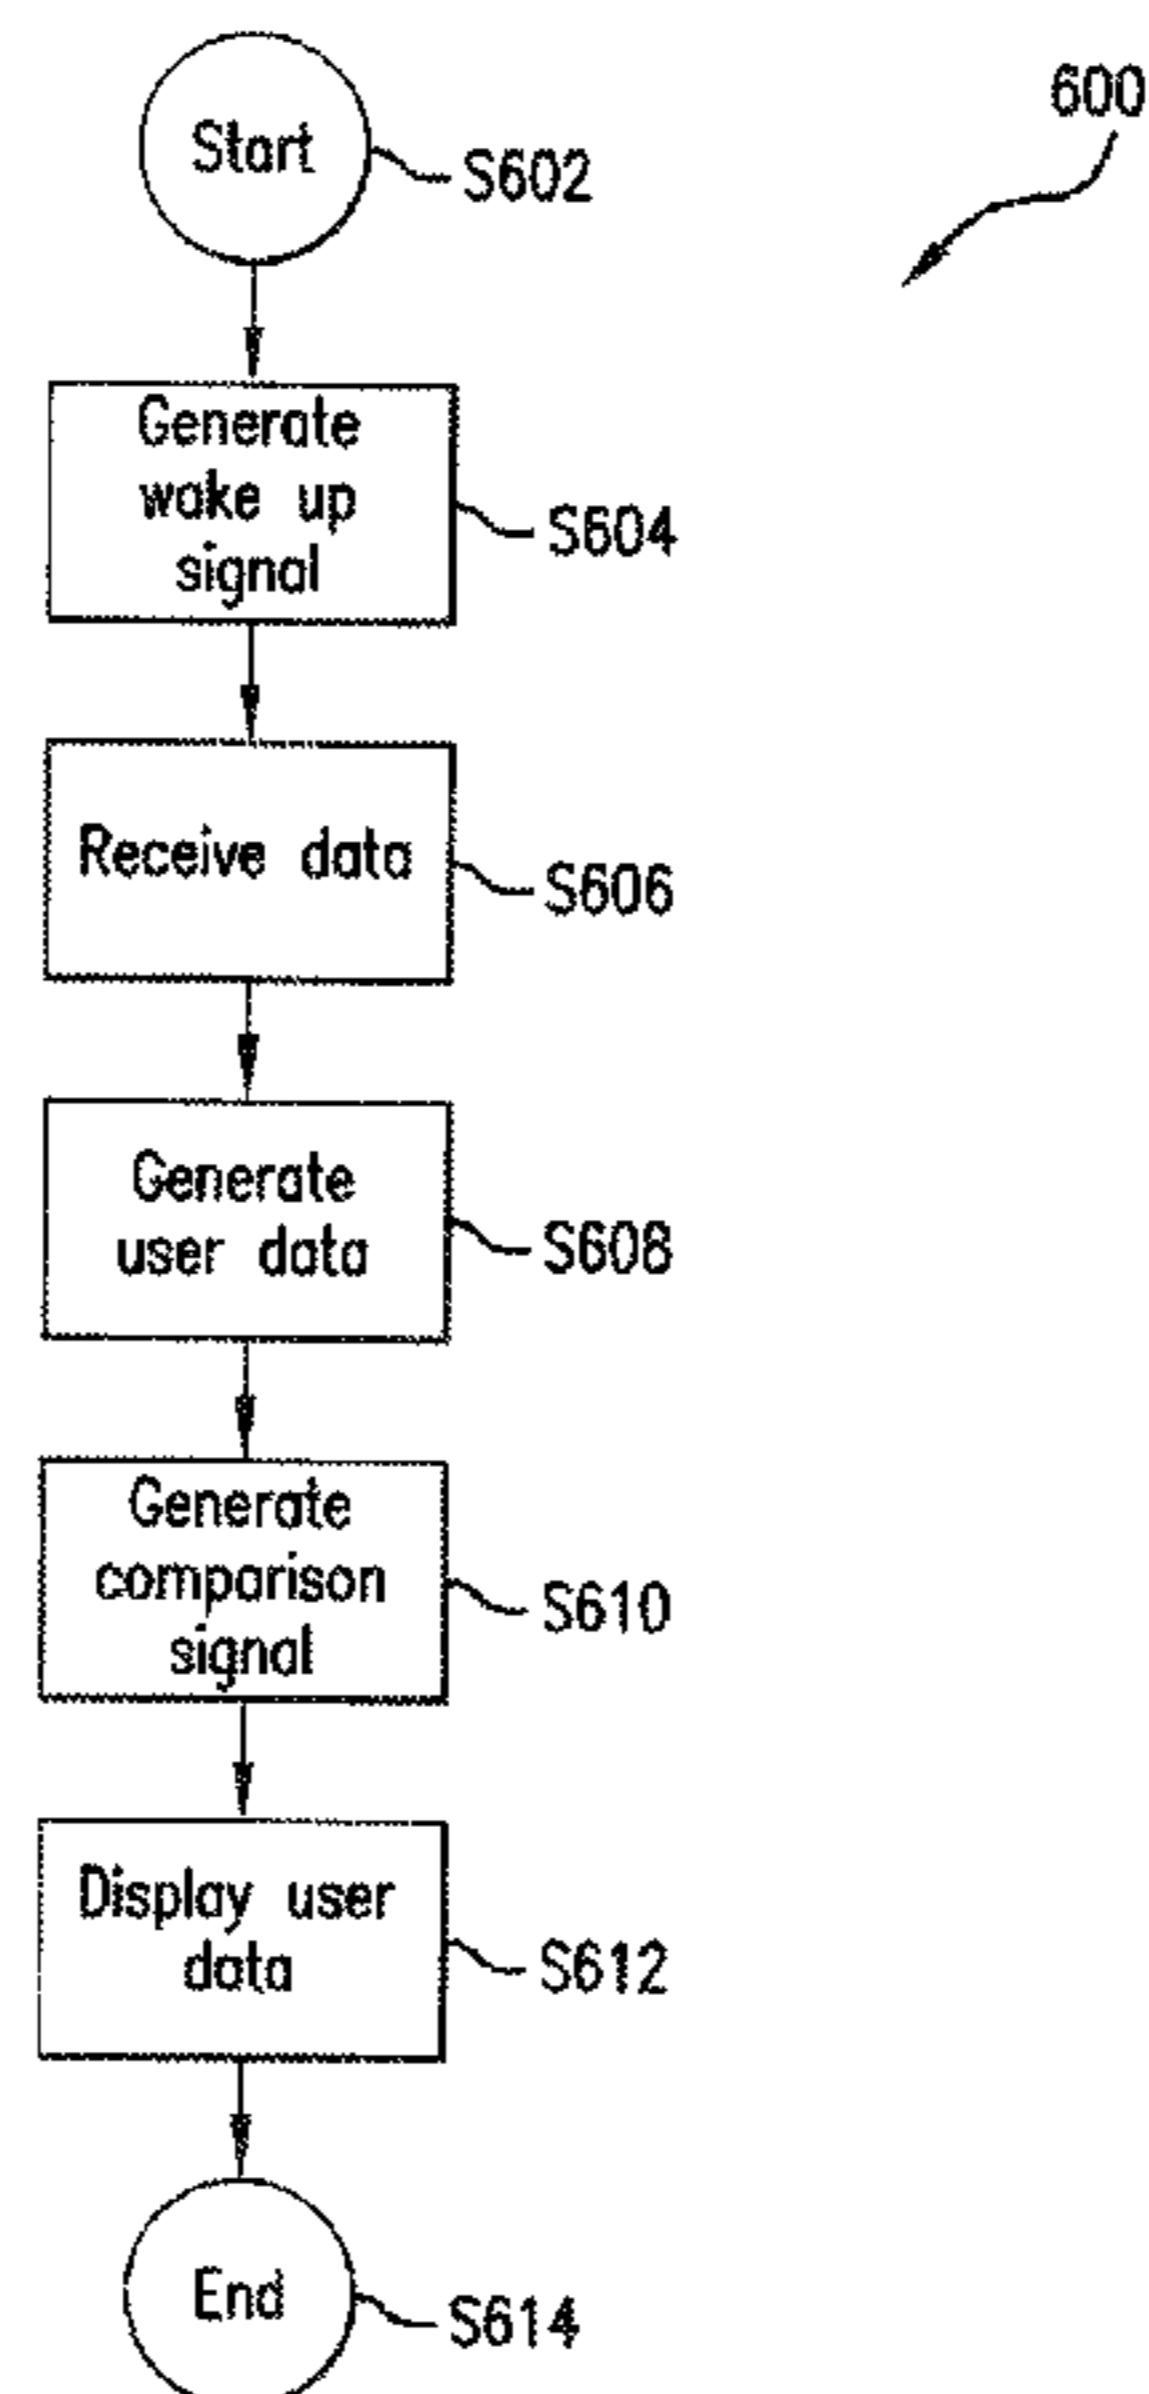 600
Start
S602
Generate
wake up
signal
S604
Receive data
S606
Generate
user data
S608
Generate
comparison
signal
S610
Display user
data
S612
End
S614